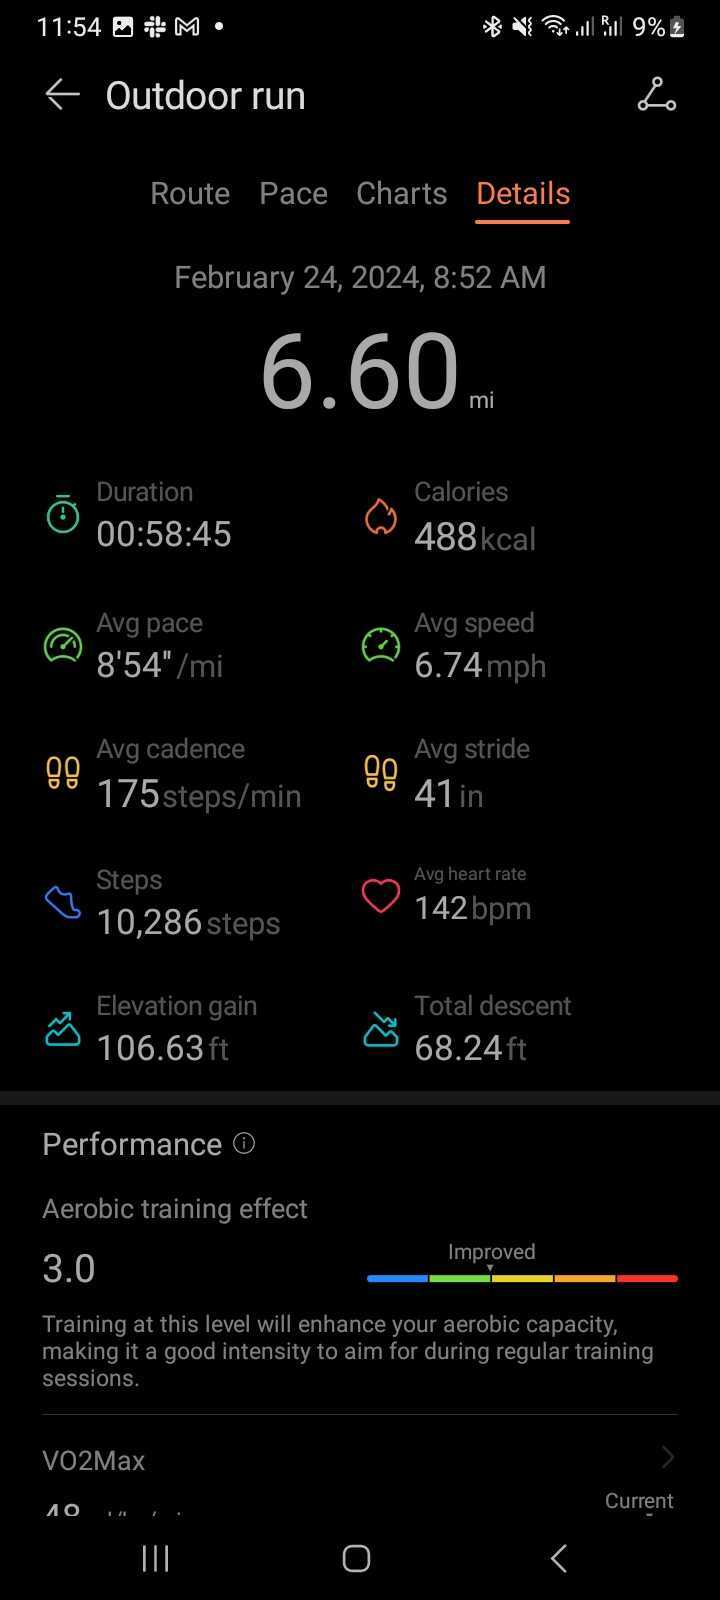 11:54 9%
Outdoor run
Route Pace Charts Details
February 24, 2024, 8:52 AM
6.60 mi
Duration Calories
00:58:45 488 kcal
Avg pace Avg speed
8'54" /mi 6.74 mph
Avg cadence Avg stride
175 steps/min 41 in
Steps Avg heart rate
10,286 steps 142 bpm
Elevation gain Total descent
106.63 ft 68.24 ft
Performance
Aerobic training effect
Improved
3.0
Training at this level will enhance your aerobic capacity,
making it a good intensity to aim for during regular training
sessions.
VO2Max
Current
48